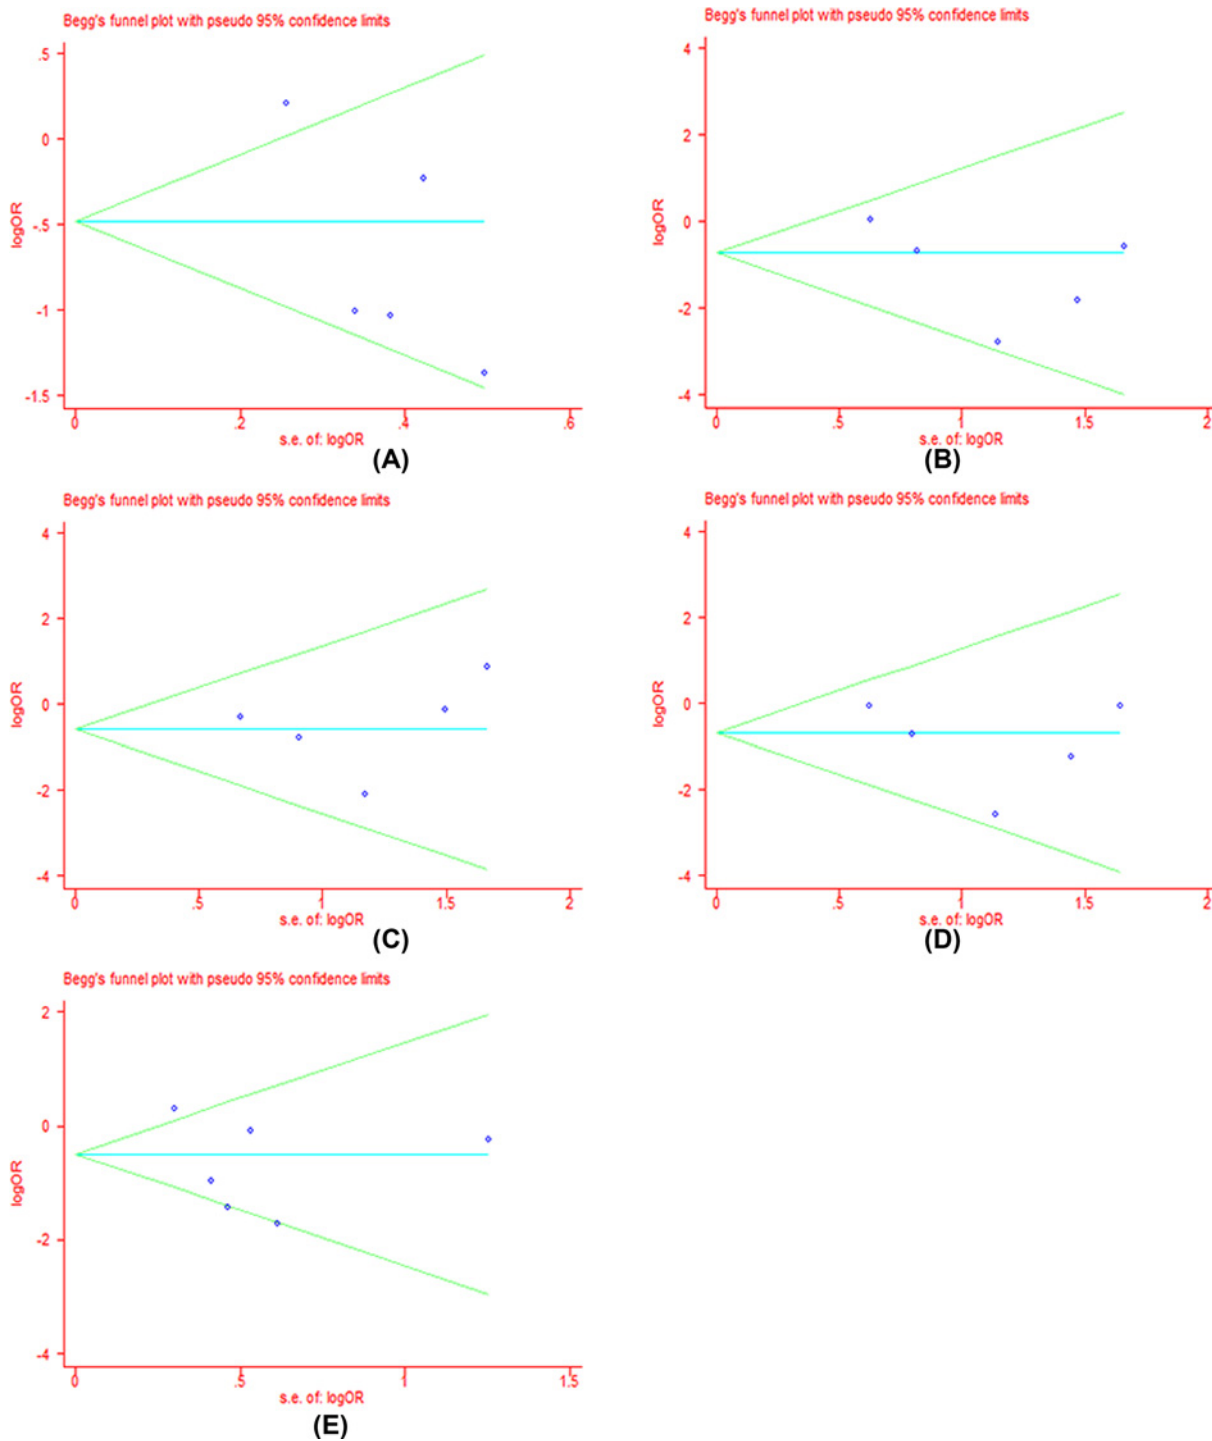 Begg's funnel plot with pseudo 95% confidence limits
.5
0
-.5
-1
-1.5
logOR
0 .2 .4 .6
s.e. of: logOR
(A)
Begg's funnel plot with pseudo 95% confidence limits
4
2
0
-2
-4
logOR
0 .5 1 1.5 2
s.e. of: logOR
(B)
Begg's funnel plot with pseudo 95% confidence limits
4
2
0
-2
-4
logOR
0 .5 1 1.5 2
s.e. of: logOR
(C)
Begg's funnel plot with pseudo 95% confidence limits
4
2
0
-2
-4
logOR
0 .5 1 1.5 2
s.e. of: logOR
(D)
Begg's funnel plot with pseudo 95% confidence limits
2
0
-2
-4
logOR
0 .5 1 1.5
s.e. of: logOR
(E)